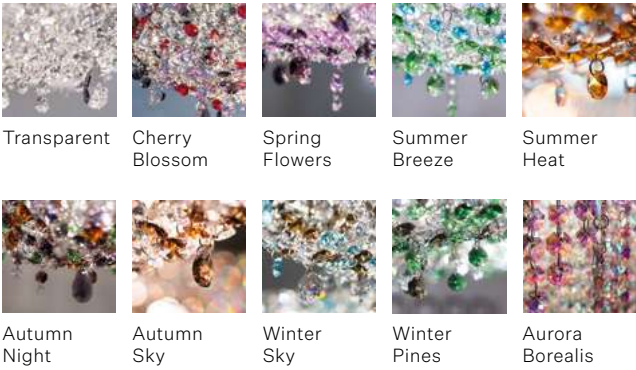 Transparent
Cherry
Blossom
Spring
Flowers
Summer
Breeze
Summer
Heat
Autumn
Night
Autumn
Sky
Winter
Sky
Winter
Pines
Aurora
Borealis